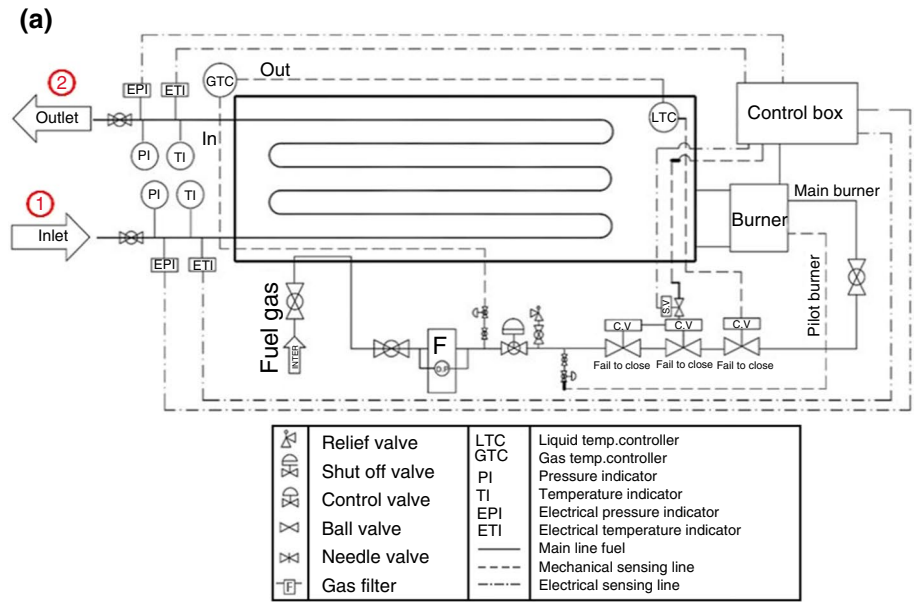 (a)
2
Outlet
EPI
ETI
GTC
Out
LTC
Control box
PI
TI
In
PI
TI
1
Inlet
EPI
ETI
Main burner
Burner
Pilot burner
Fuel gas
INTER
F
D.P
S.V
C,V
C,V
C,V
Fail to close
Fail to close
Fail to close
Relief valve
Shut off valve
Control valve
Ball valve
Needle valve
F
Gas filter
LTC Liquid temp.controller
GTC Gas temp.controller
PI Pressure indicator
TI Temperature indicator
EPI Electrical pressure indicator
ETI Electrical temperature indicator
Main line fuel
Mechanical sensing line
Electrical sensing line